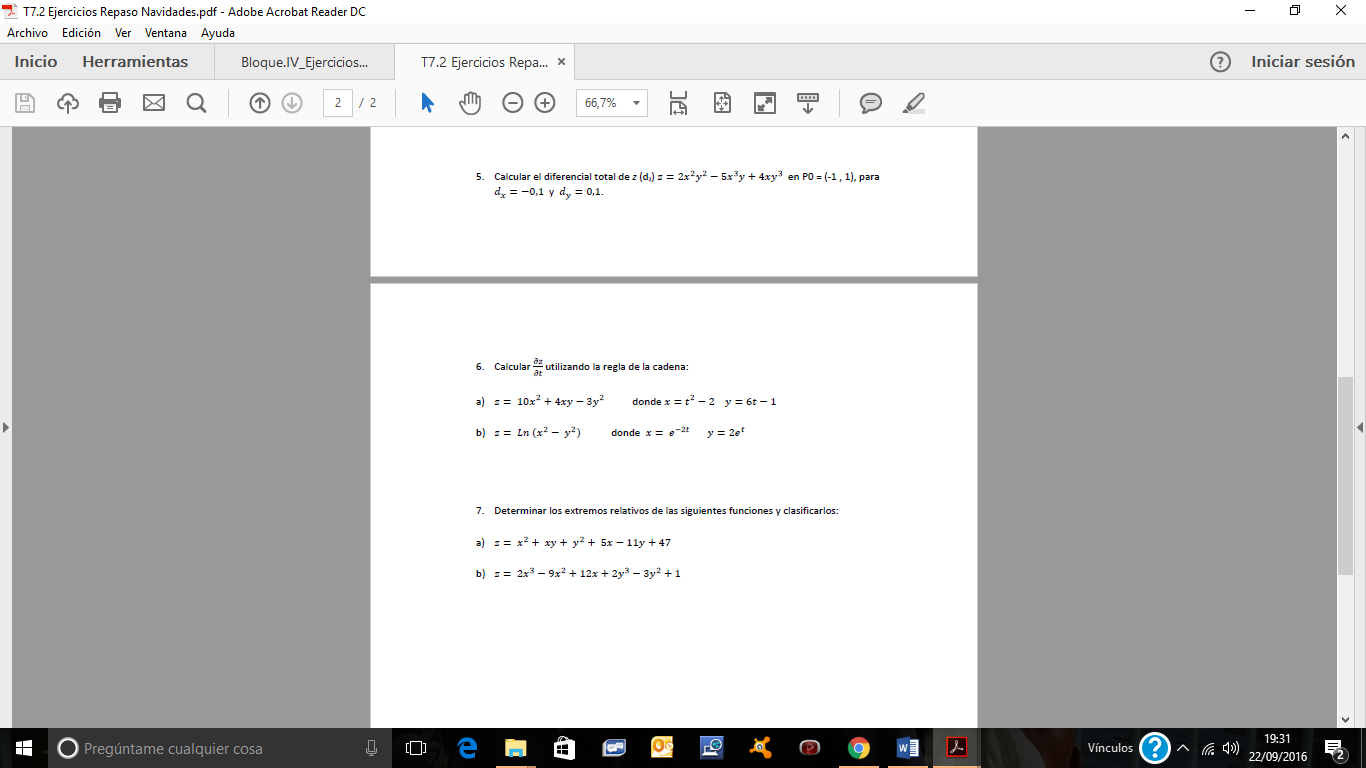 T7.2 Ejercicios Repaso Navidades.pdf - Adobe Acrobat Reader DC
Archivo Edición Ver Ventana Ayuda
Inicio Herramientas Bloque.IV_Ejercicios... T7.2 Ejercicios Repa... × ? Iniciar sesión
2 / 2 66,7%
5. Calcular el diferencial total de z (dz) z = 2x²y² − 5x³y + 4xy³ en P0 = (-1 , 1), para
dₓ = −0,1 y d_y = 0,1.
6. Calcular ∂z/∂t utilizando la regla de la cadena:
a) z = 10x² + 4xy − 3y² donde x = t² − 2 y = 6t − 1
b) z = Ln (x² − y²) donde x = e⁻²ᵗ y = 2eᵗ
7. Determinar los extremos relativos de las siguientes funciones y clasificarlos:
a) z = x² + xy + y² + 5x − 11y + 47
b) z = 2x³ − 9x² + 12x + 2y³ − 3y² + 1
Pregúntame cualquier cosa
Vínculos
19:31
22/09/2016
2